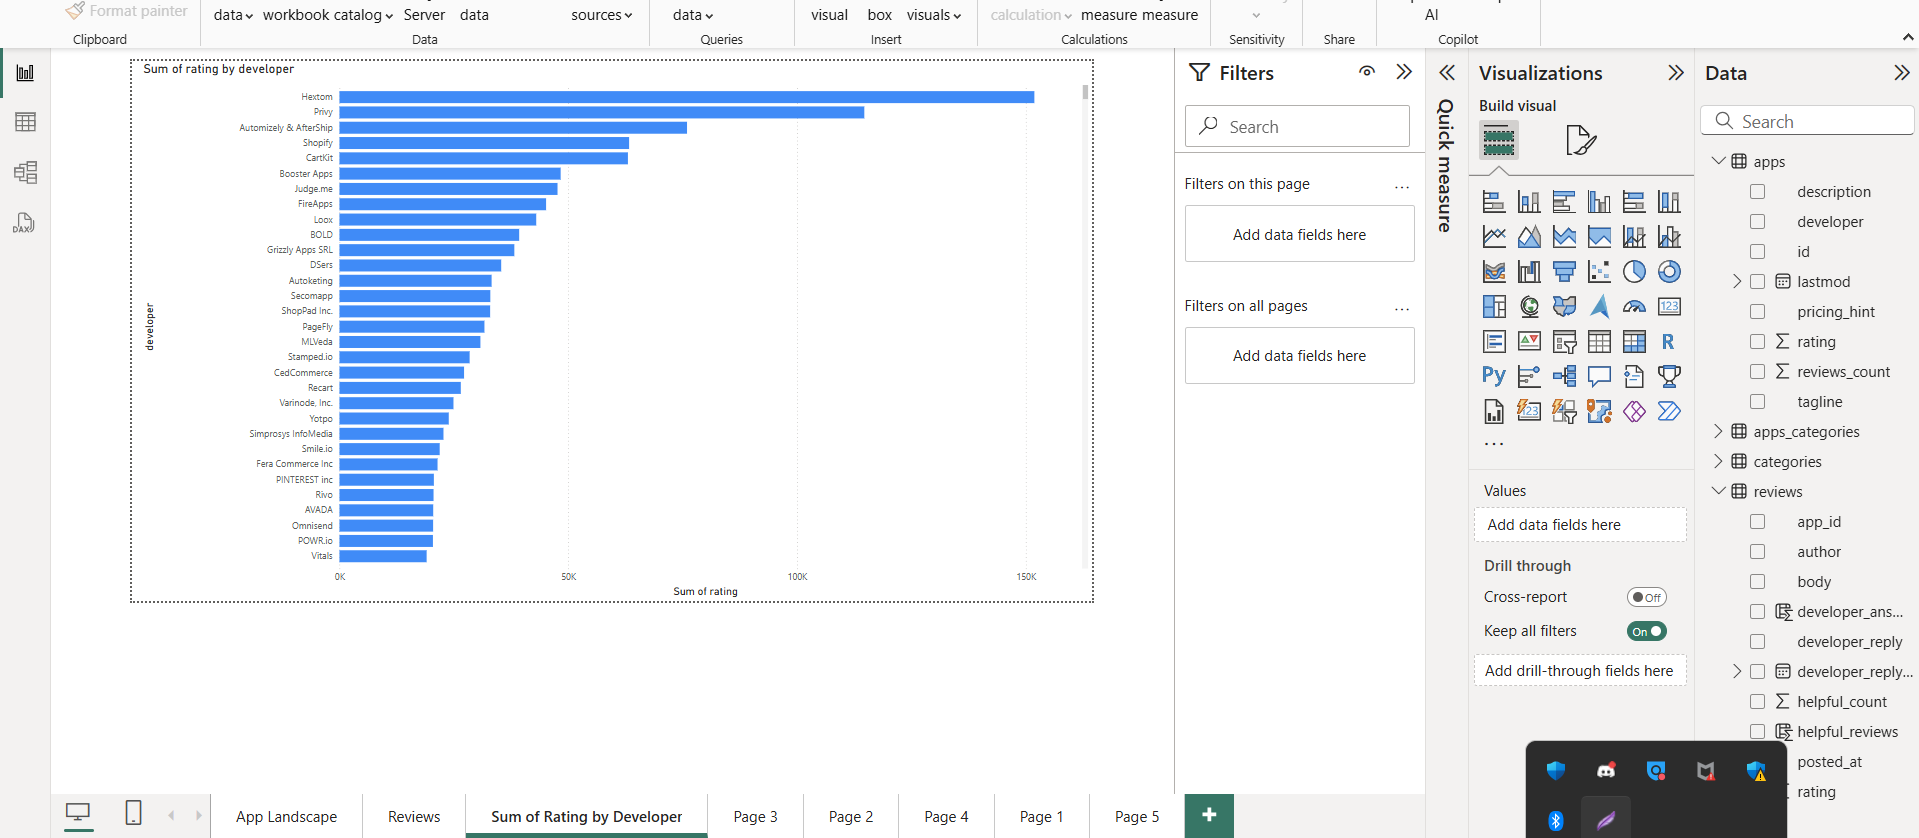 Format painter
data
workbook
catalog
Server
data
sources
data
visual
box
visuals
calculation
measure
measure
AI
Clipboard
Data
Queries
Insert
Calculations
Sensitivity
Share
Copilot
Sum of rating by developer
developer
Hextom
Privy
Automizely & AfterShip
Shopify
CartKit
Booster Apps
Judge.me
FireApps
Loox
BOLD
Grizzly Apps SRL
DSers
Autoketing
Secomapp
ShopPad Inc.
PageFly
MLVeda
Stamped.io
CedCommerce
Recart
Varinode, Inc.
Yotpo
Simprosys InfoMedia
Smile.io
Fera Commerce Inc
PINTEREST inc
Rivo
AVADA
Omnisend
POWR.io
Vitals
0K
50K
100K
150K
Sum of rating
DAX
Filters
Search
Filters on this page
...
Add data fields here
Filters on all pages
...
Add data fields here
Quick measure
Visualizations
Build visual
123
R
Py
123
...
Values
Add data fields here
Drill through
Cross-report
Off
Keep all filters
On
Add drill-through fields here
Data
Search
apps
description
developer
id
lastmod
pricing_hint
rating
reviews_count
tagline
apps_categories
categories
reviews
app_id
author
body
developer_ans...
developer_reply
developer_reply...
helpful_count
helpful_reviews
posted_at
rating
App Landscape
Reviews
Sum of Rating by Developer
Page 3
Page 2
Page 4
Page 1
Page 5
+